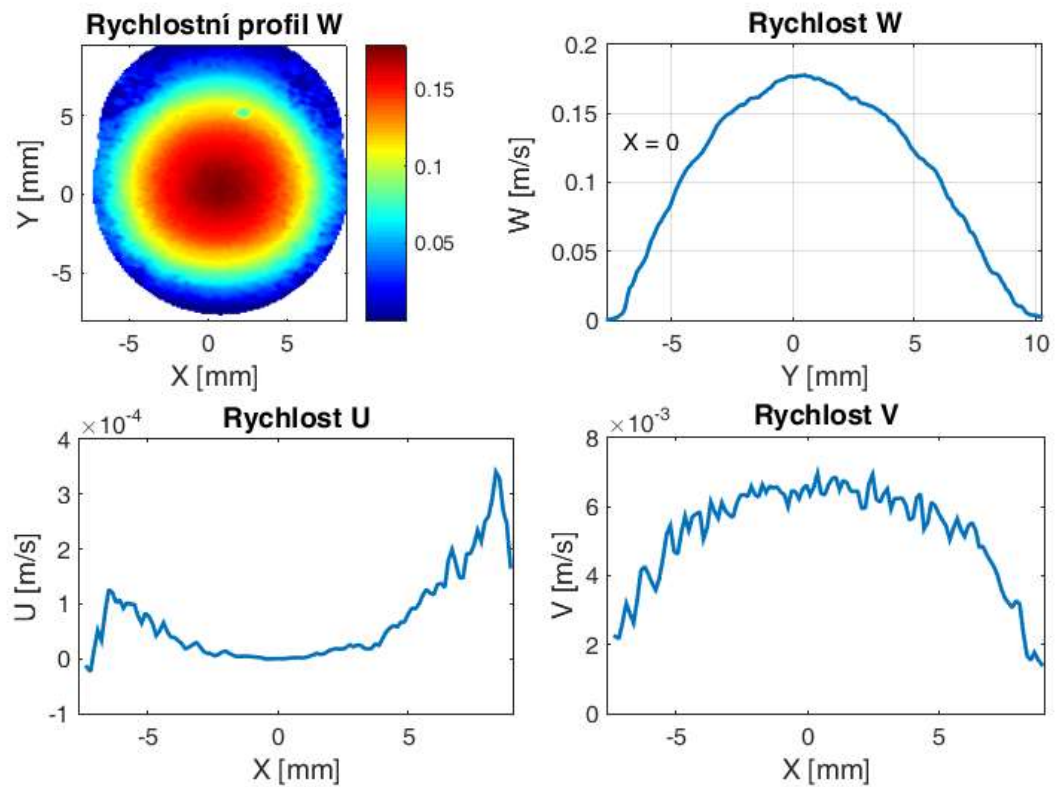 Rychlostní profil W
Y [mm]
5
0
-5
-5 0 5
X [mm]
0.15
0.1
0.05
Rychlost W
W [m/s]
0.2
0.15
0.1
0.05
0
X = 0
-5 0 5 10
Y [mm]
Rychlost U
×10-4
U [m/s]
4
3
2
1
0
-1
-5 0 5
X [mm]
Rychlost V
×10-3
V [m/s]
8
6
4
2
0
-5 0 5
X [mm]